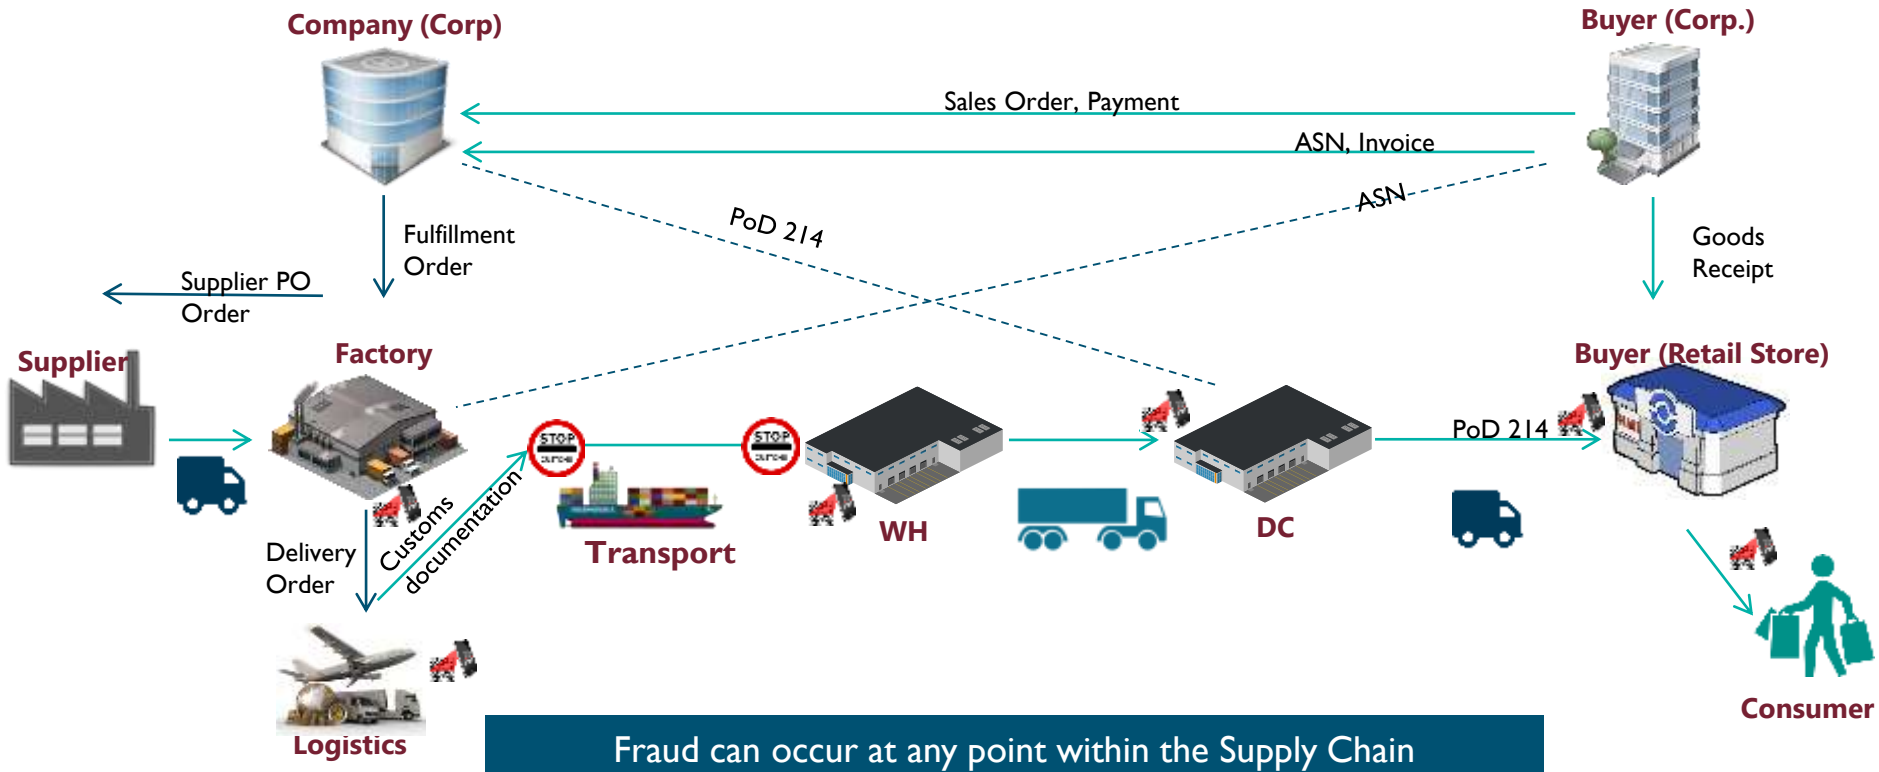 Company (Corp)
Buyer (Corp.)
Sales Order, Payment
ASN, Invoice
ASN
PoD 214
Fulfillment
Order
Goods
Receipt
Supplier PO
Order
Supplier
Factory
Buyer (Retail Store)
STOP
STOP
PoD 214
Customs
documentation
WH
DC
Transport
Delivery
Order
Logistics
Consumer
Fraud can occur at any point within the Supply Chain